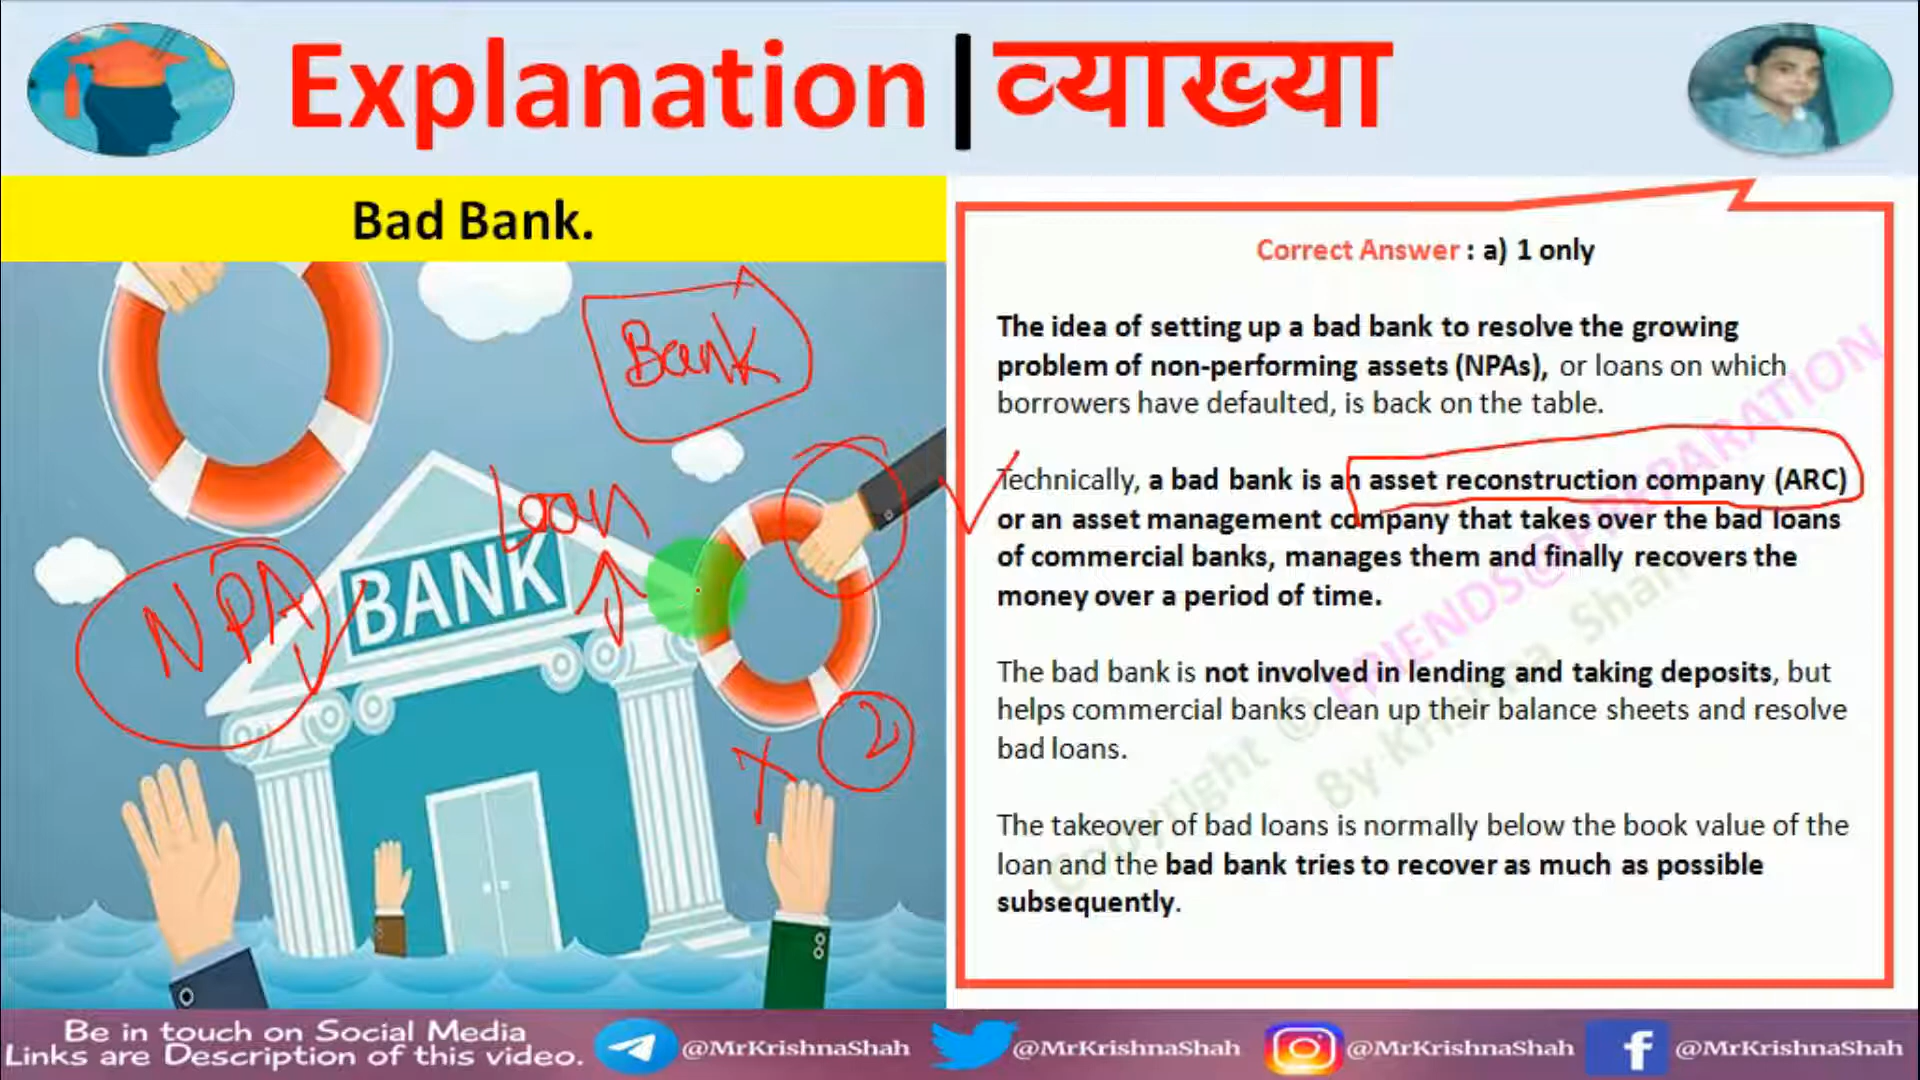 Explanation | व्याख्या
Bad Bank.
Bank
Loan
NPA
BANK
2
Correct Answer : a) 1 only
The idea of setting up a bad bank to resolve the growing
problem of non-performing assets (NPAs), or loans on which
borrowers have defaulted, is back on the table.
Technically, a bad bank is an asset reconstruction company (ARC)
or an asset management company that takes over the bad loans
of commercial banks, manages them and finally recovers the
money over a period of time.
The bad bank is not involved in lending and taking deposits, but
helps commercial banks clean up their balance sheets and resolve
bad loans.
The takeover of bad loans is normally below the book value of the
loan and the bad bank tries to recover as much as possible
subsequently.
Copyright © FRIENDS@PREPARATION
By Krishna Shah
Be in touch on Social Media
Links are Description of this video.
@MrKrishnaShah
@MrKrishnaShah
@MrKrishnaShah
@MrKrishnaShah